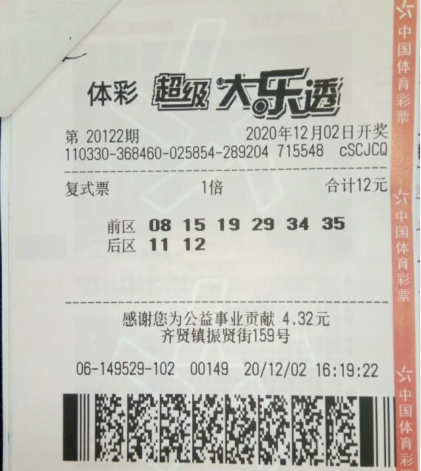 体彩 超级大乐透
第 20122期 2020年12月02日开奖
110330-368460-025854-289204 715548 cSCJCQ
复式票 1倍 合计12元
前区 08 15 19 29 34 35
后区 11 12
感谢您为公益事业贡献 4.32元
齐贤镇振贤街159号
06-149529-102 00149 20/12/02 16:19:22
中国体育彩票
中国体育彩票
中国体育彩